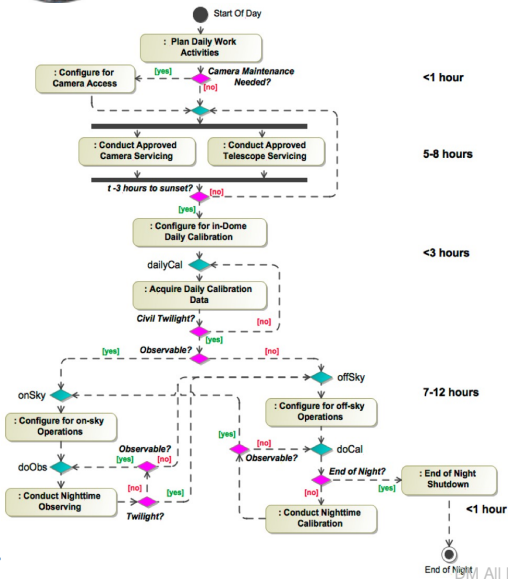 Start Of Day
: Plan Daily Work
Activities
: Configure for
Camera Access
[yes]
Camera Maintenance
Needed?
[no]
<1 hour
: Conduct Approved
Camera Servicing
: Conduct Approved
Telescope Servicing
5-8 hours
t -3 hours to sunset?
[no]
[yes]
: Configure for in-Dome
Daily Calibration
<3 hours
dailyCal
: Acquire Daily Calibration
Data
Civil Twilight?
[no]
[yes]
Observable?
[yes]
[no]
offSky
onSky
7-12 hours
: Configure for on-sky
Operations
: Configure for off-sky
Operations
[yes]
Observable?
[yes]
[no]
[no]
Observable?
doCal
doObs
End of Night?
[yes]
[no]
: End of Night
Shutdown
: Conduct Nighttime
Observing
[no]
[yes]
Twilight?
: Conduct Nighttime
Calibration
<1 hour
End of Night
DM All